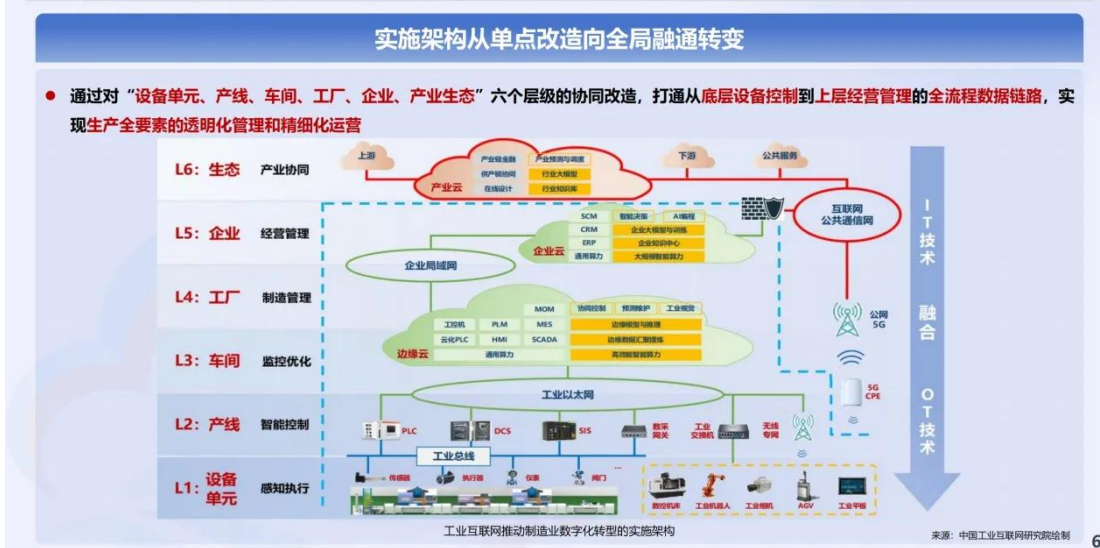 实施架构从单点改造向全局融通转变
● 通过对“设备单元、产线、车间、工厂、企业、产业生态”六个层级的协同改造，打通从底层设备控制到上层经营管理的全流程数据链路，实
现生产全要素的透明化管理和精细化运营
L6：生态 产业协同
上游
产业云
产业链金融 产业预测与调度
供产销协同 行业大模型
在线设计 行业知识库
下游
公共服务
互联网
公共通信网
L5：企业 经营管理
企业局域网
企业云
SCM 智能决策 AI编程
CRM 企业大模型与训练
ERP 企业知识中心
通用算力 大规模智能算力
L4：工厂 制造管理
MOM 协同控制 预测维护 工业视觉
工控机 PLM MES 边缘模型与推理
云化PLC HMI SCADA 边缘数据汇聚提炼
边缘云
通用算力 高效能智能算力
公网
5G
L3：车间 监控优化
工业以太网
5G
CPE
L2：产线 智能控制
PLC
DCS
SIS
数采
网关
工业
交换机
无线
专网
工业总线
L1：设备
单元
感知执行
传感器
执行器
仪表
阀门
...
数控机床
工业机器人
工业相机
AGV
工业平板
IT技术
融合
OT技术
工业互联网推动制造业数字化转型的实施架构
来源：中国工业互联网研究院绘制
6